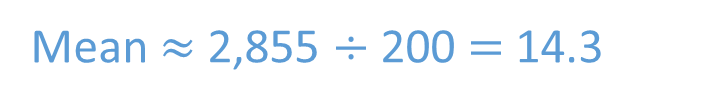 Mean ≈ 2,855 ÷ 200 = 14.3